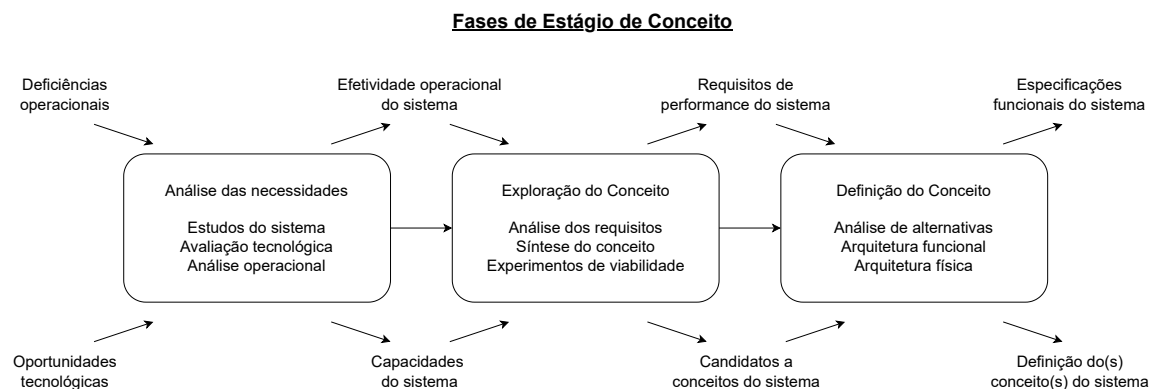 Fases de Estágio de Conceito
Deficiências
operacionais
Efetividade operacional
do sistema
Requisitos de
performance do sistema
Especificações
funcionais do sistema
Análise das necessidades
Estudos do sistema
Avaliação tecnológica
Análise operacional
Exploração do Conceito
Análise dos requisitos
Síntese do conceito
Experimentos de viabilidade
Definição do Conceito
Análise de alternativas
Arquitetura funcional
Arquitetura física
Oportunidades
tecnológicas
Capacidades
do sistema
Candidatos a
conceitos do sistema
Definição do(s)
conceito(s) do sistema